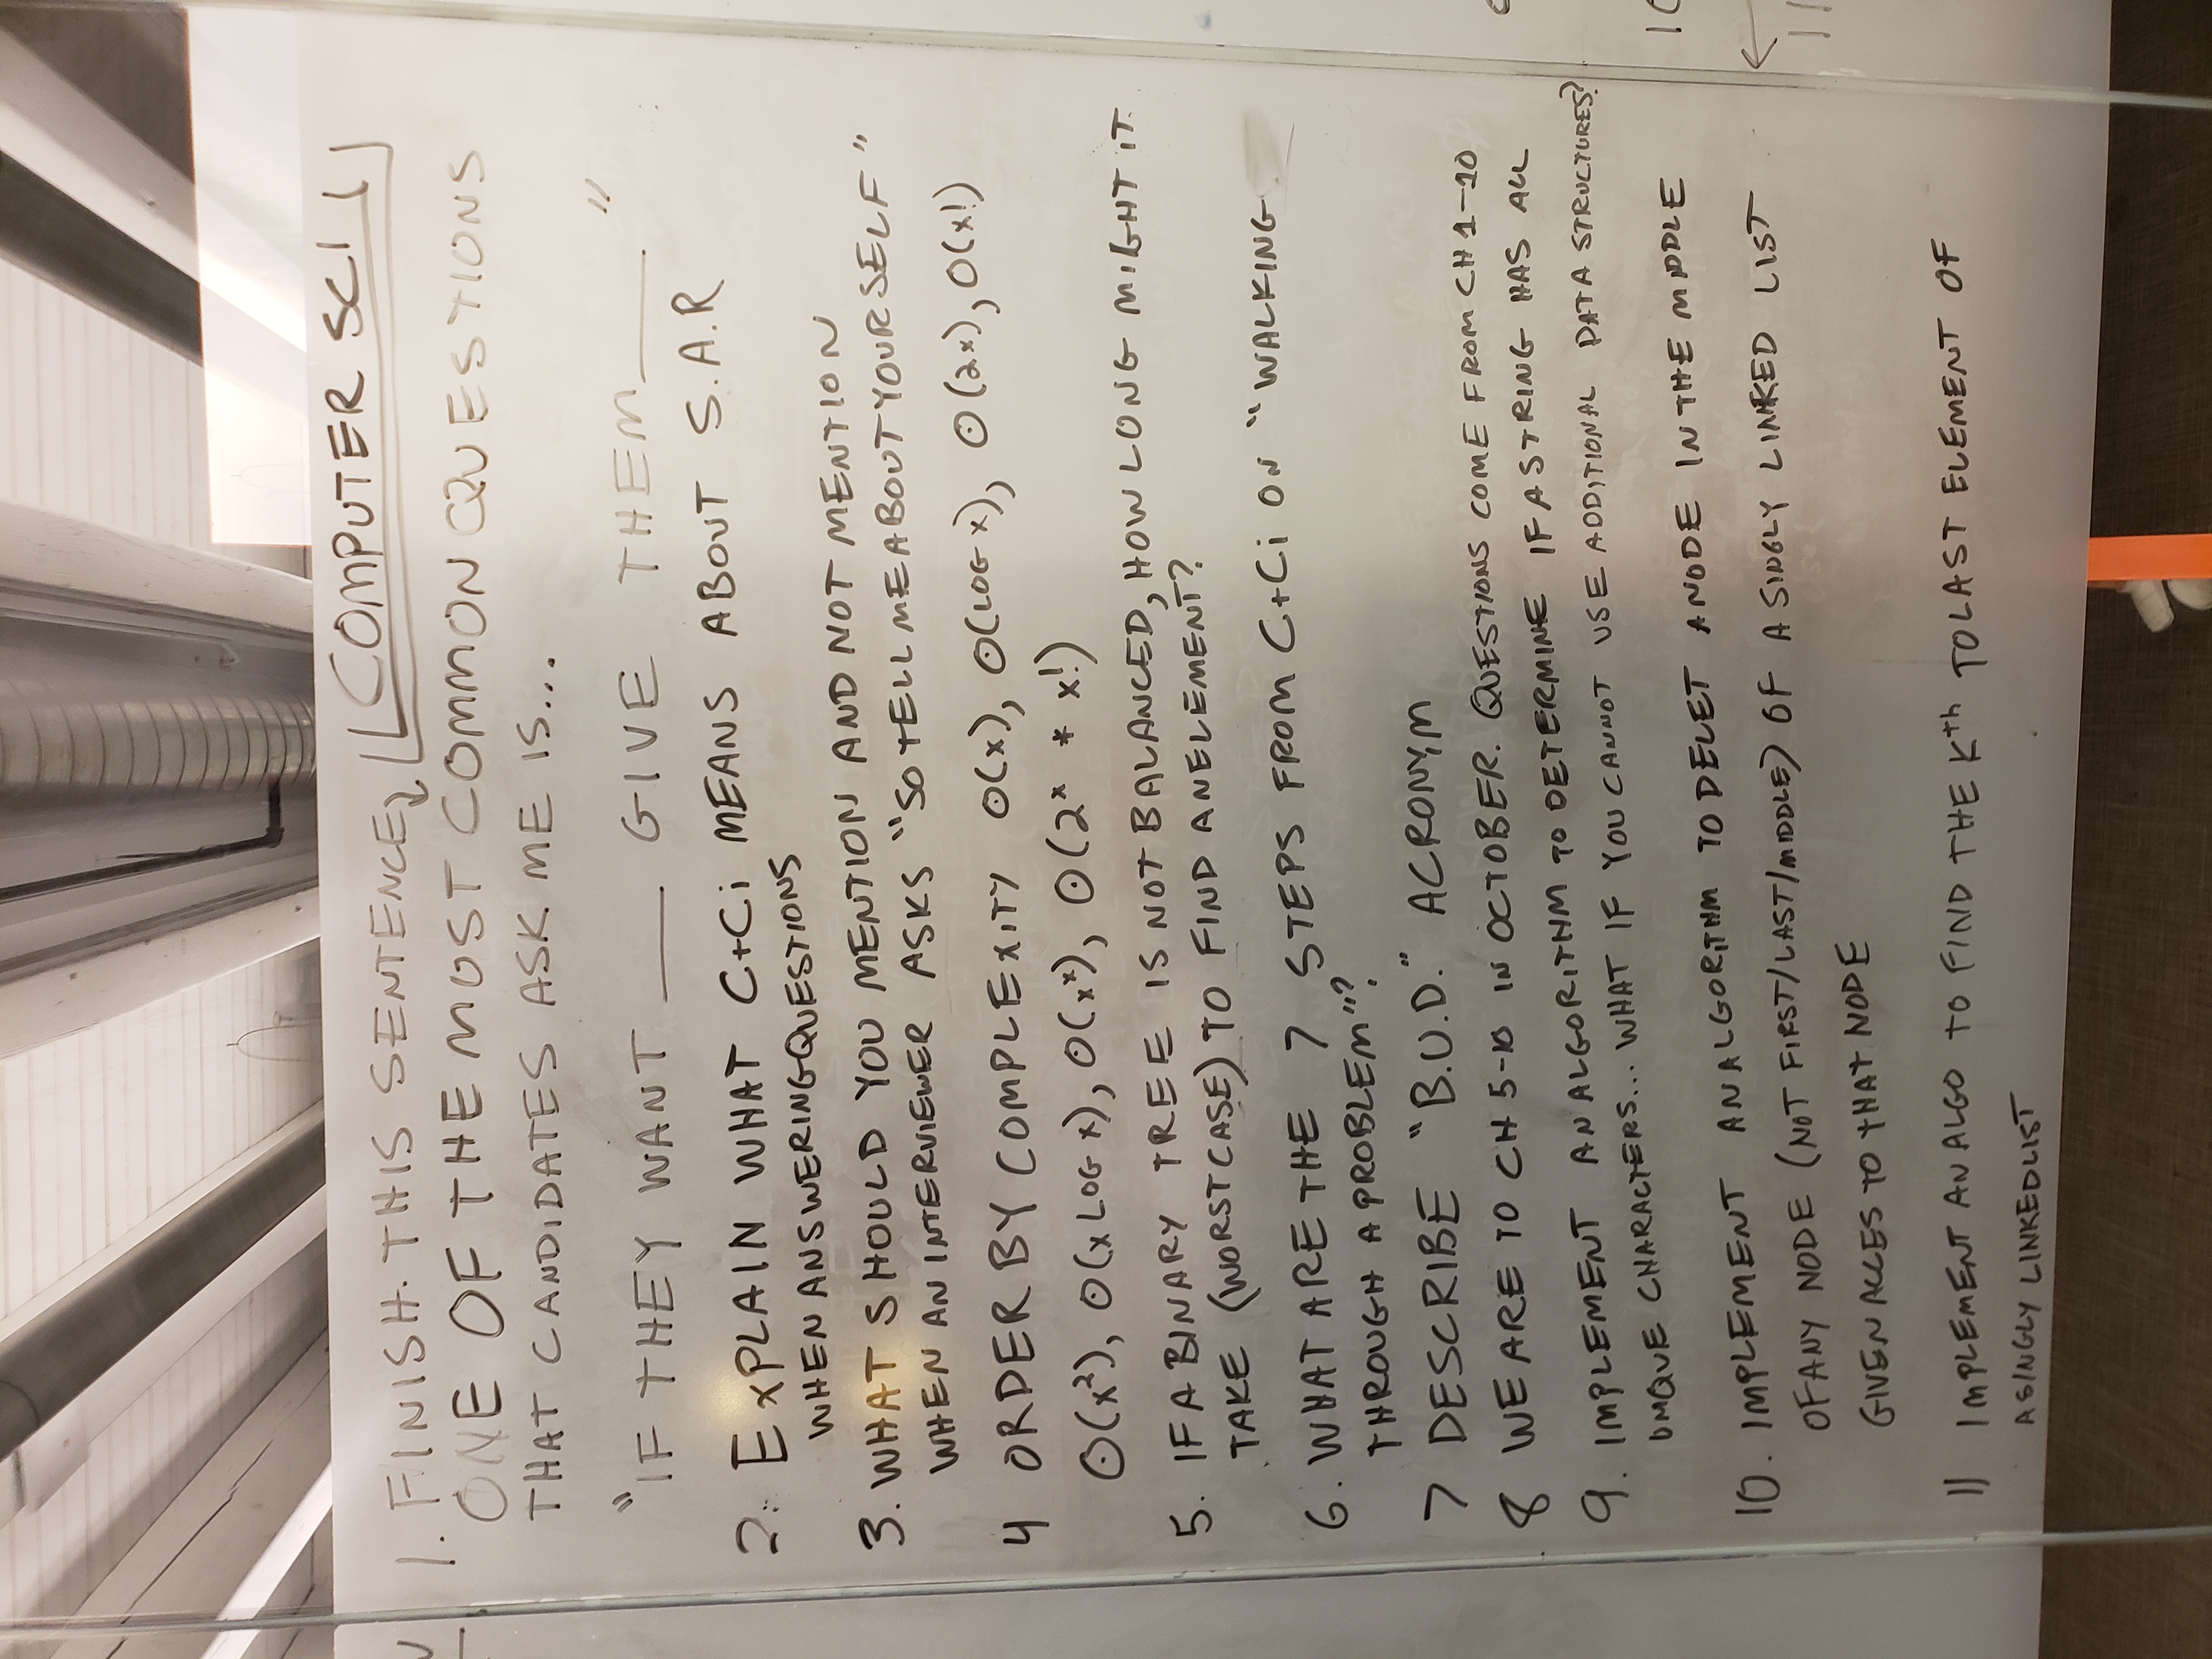 COMPUTER SCI
1. FINISH. THIS SENTENCE
ONE OF THE MOST COMMON QUESTIONS
THAT CANDIDATES ASK ME IS...
"IF THEY WANT ___ GIVE THEM ___"
2. EXPLAIN WHAT C+Ci MEANS ABOUT S.A.R
WHEN ANSWERING QUESTIONS
3. WHAT SHOULD YOU MENTION AND NOT MENTION
WHEN AN INTERVIEWER ASKS "SO TELL ME ABOUT YOURSELF"
4 ORDER BY COMPLEXITY O(x), O(LOG x), O(2x), O(x!)
O(x²), O(x LOG x), O(xˣ), O(2ˣ * x!)
5. IF A BINARY TREE IS NOT BALANCED, HOW LONG MIGHT IT
TAKE (WORST CASE) TO FIND AN ELEMENT?
6. WHAT ARE THE 7 STEPS FROM C+Ci ON "WALKING
THROUGH A PROBLEM"?
7 DESCRIBE "B.U.D." ACRONYM
8 WE ARE TO CH 5-10 IN OCTOBER. QUESTIONS COME FROM CH 1-10
9. IMPLEMENT AN ALGORITHM TO DETERMINE IF A STRING HAS ALL
UNIQUE CHARACTERS... WHAT IF YOU CANNOT USE ADDITIONAL DATA STRUCTURES?
10. IMPLEMENT AN ALGORITHM TO DELET A NODE IN THE MIDDLE
OF ANY NODE (NOT FIRST/LAST/MIDDLE) OF A SINGLY LINKED LIST
GIVEN ACCES TO THAT NODE
11 IMPLEMENT AN ALGO TO FIND THE Kᵗʰ TO LAST ELEMENT OF
A SINGLY LINKED LIST